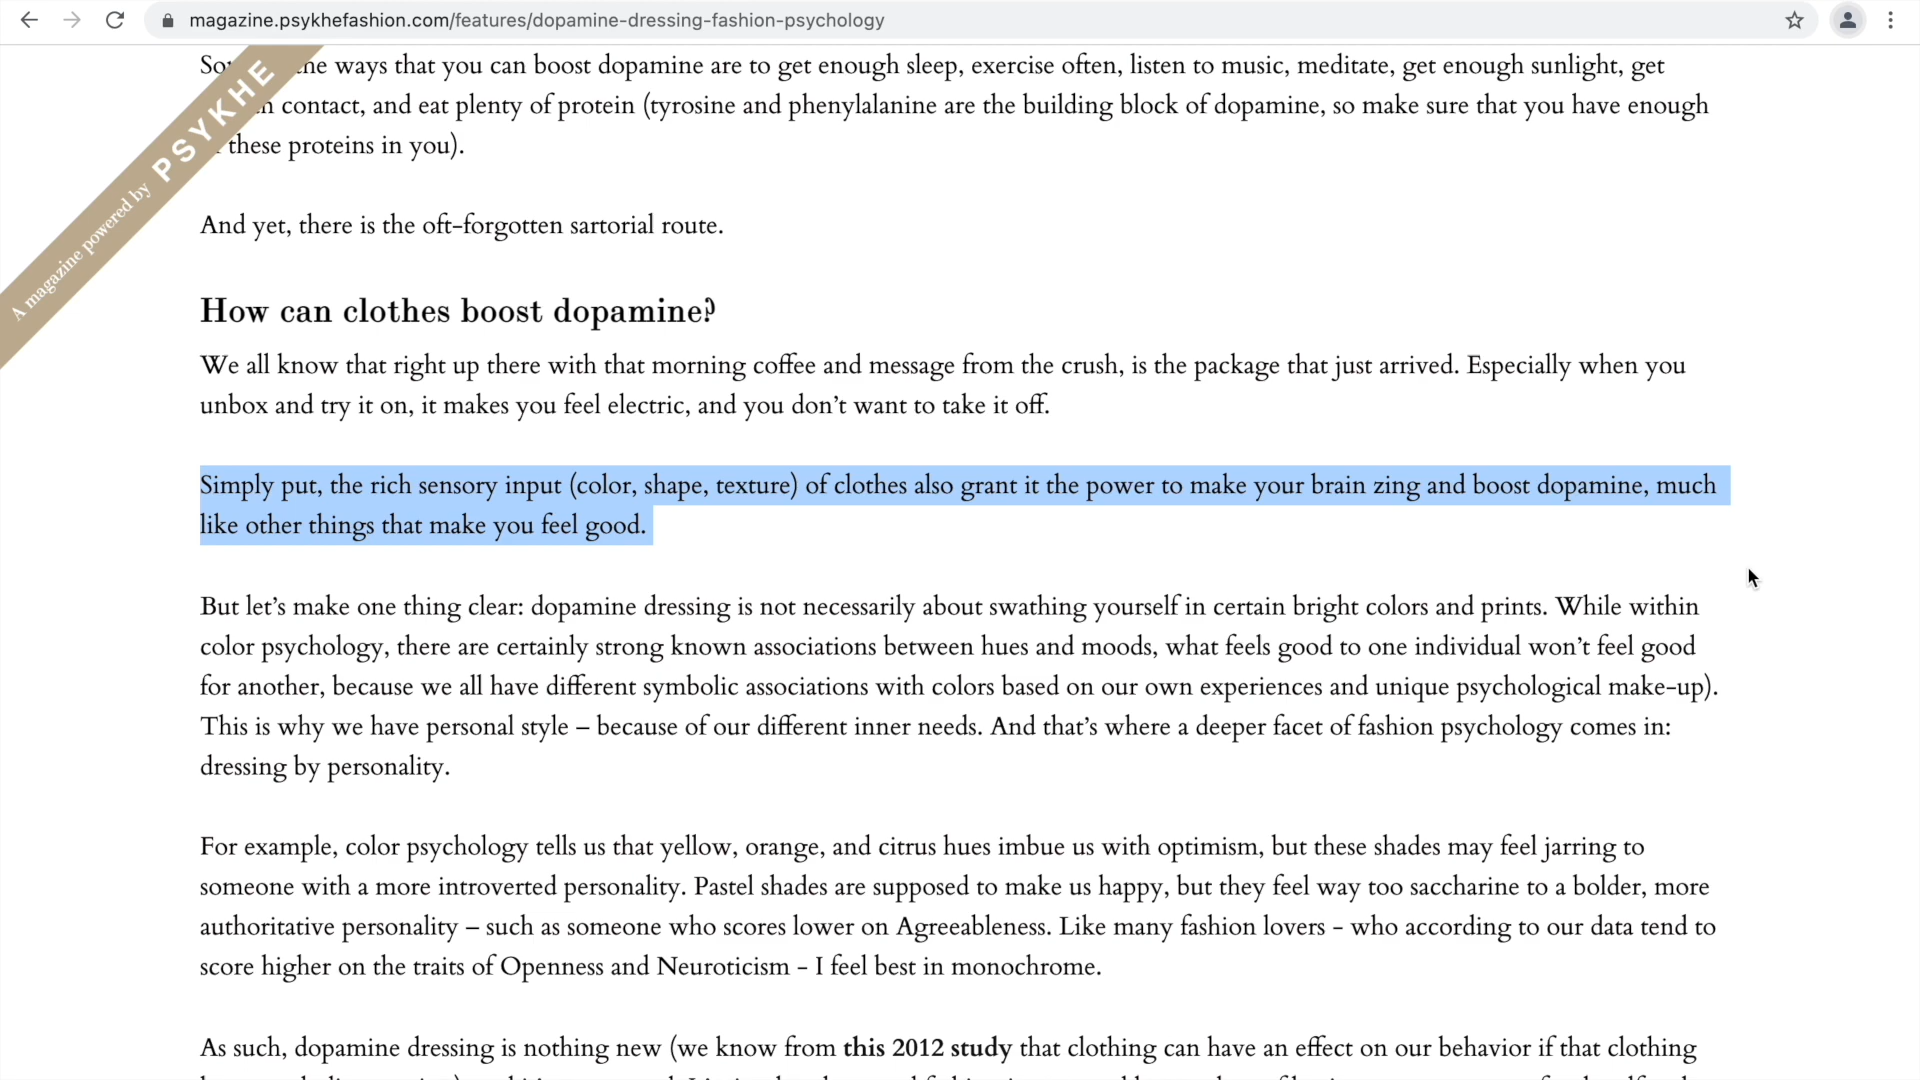 magazine.psykhefashion.com/features/dopamine-dressing-fashion-psychology
the ways that you can boost dopamine are to get enough sleep, exercise often, listen to music, meditate, get enough sunlight, get
contact, and eat plenty of protein (tyrosine and phenylalanine are the building block of dopamine, so make sure that you have enough
these proteins in you).
A magazine powered by PSYKHE
And yet, there is the oft-forgotten sartorial route.
How can clothes boost dopamine?
We all know that right up there with that morning coffee and message from the crush, is the package that just arrived. Especially when you
unbox and try it on, it makes you feel electric, and you don’t want to take it off.
Simply put, the rich sensory input (color, shape, texture) of clothes also grant it the power to make your brain zing and boost dopamine, much
like other things that make you feel good.
But let’s make one thing clear: dopamine dressing is not necessarily about swathing yourself in certain bright colors and prints. While within
color psychology, there are certainly strong known associations between hues and moods, what feels good to one individual won’t feel good
for another, because we all have different symbolic associations with colors based on our own experiences and unique psychological make-up).
This is why we have personal style – because of our different inner needs. And that’s where a deeper facet of fashion psychology comes in:
dressing by personality.
For example, color psychology tells us that yellow, orange, and citrus hues imbue us with optimism, but these shades may feel jarring to
someone with a more introverted personality. Pastel shades are supposed to make us happy, but they feel way too saccharine to a bolder, more
authoritative personality – such as someone who scores lower on Agreeableness. Like many fashion lovers - who according to our data tend to
score higher on the traits of Openness and Neuroticism - I feel best in monochrome.
As such, dopamine dressing is nothing new (we know from this 2012 study that clothing can have an effect on our behavior if that clothing